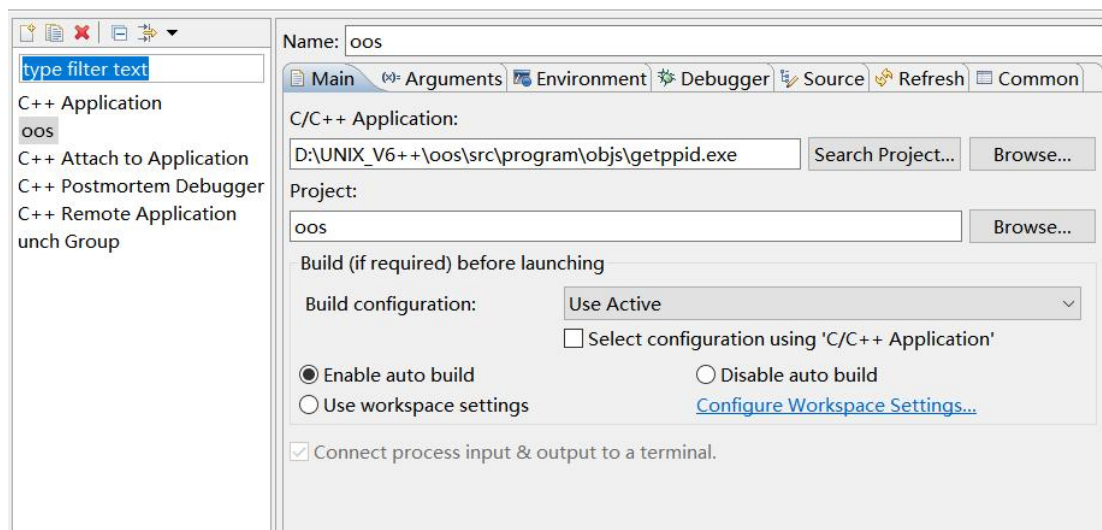 type filter text
C++ Application
oos
C++ Attach to Application
C++ Postmortem Debugger
C++ Remote Application
unch Group
Name: oos
Main (x)= Arguments Environment Debugger Source Refresh Common
C/C++ Application:
D:\UNIX_V6++\oos\src\program\objs\getppid.exe Search Project... Browse...
Project:
oos Browse...
Build (if required) before launching
Build configuration: Use Active
Select configuration using 'C/C++ Application'
Enable auto build Disable auto build
Use workspace settings Configure Workspace Settings...
Connect process input & output to a terminal.